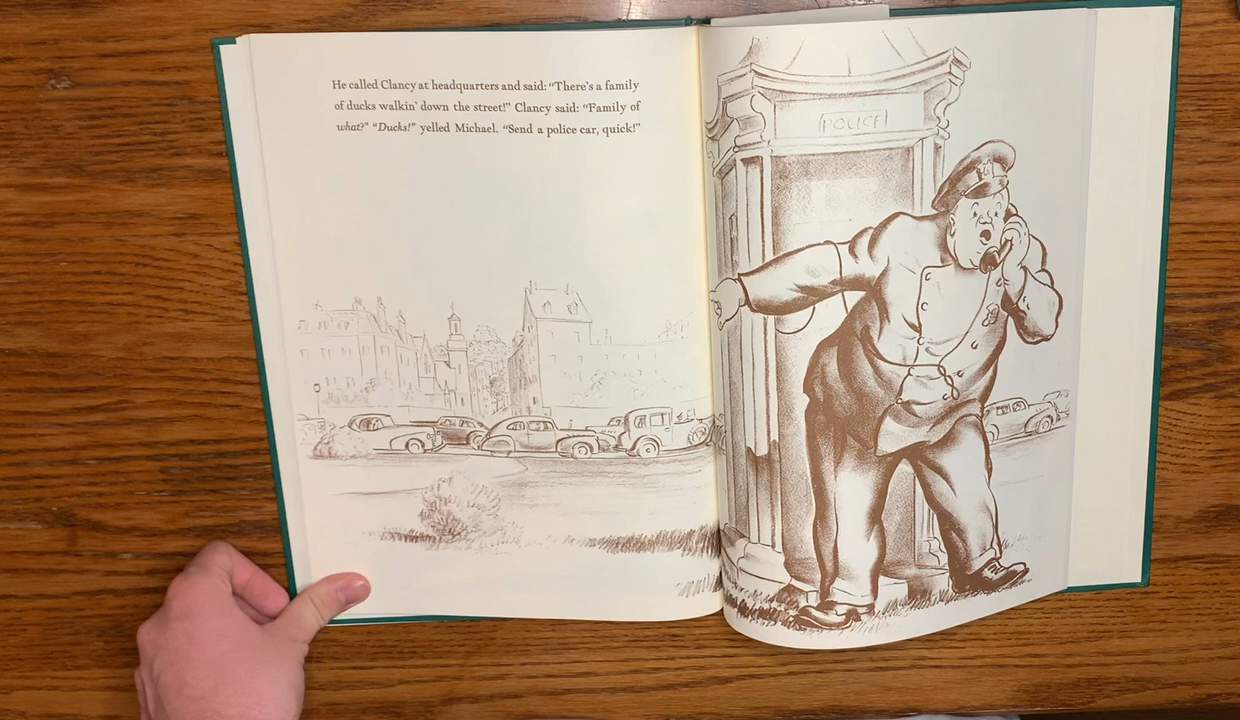 He called Clancy at headquarters and said: “There’s a family
of ducks walkin’ down the street!” Clancy said: “Family of
what?” “Ducks!” yelled Michael. “Send a police car, quick!”
POLICE